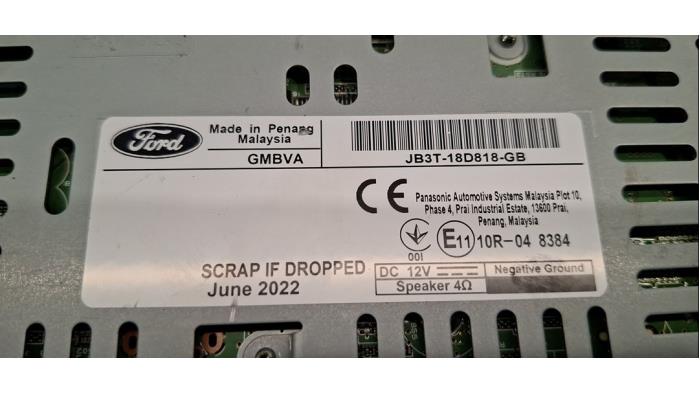 Ford
Made in Penang
Malaysia
GMBVA
JB3T-18D818-GB
CE
Panasonic Automotive Systems Malaysia Plot 10,
Phase 4, Prai Industrial Estate, 13600 Prai,
Penang, Malaysia
001
E11 10R-04 8384
SCRAP IF DROPPED
June 2022
DC 12V
Negative Ground
Speaker 4Ω